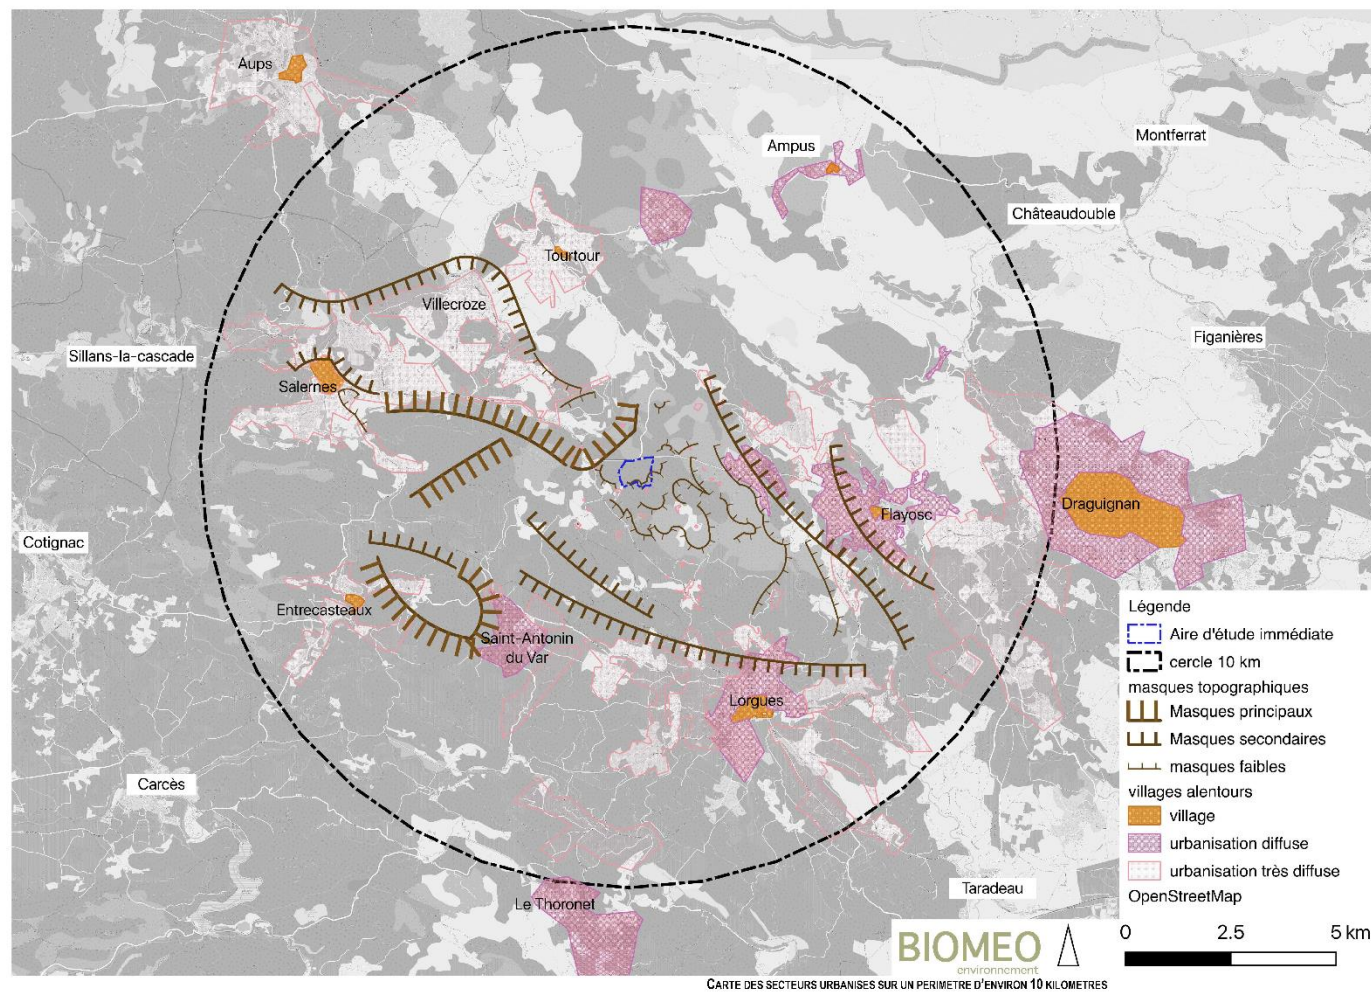 Aups
Ampus
Montferrat
Châteaudouble
Tourtour
Villecroze
Sillans-la-cascade
Figanières
Salernes
Draguignan
Flayosc
Cotignac
Entrecasteaux
Saint-Antonin
du Var
Lorgues
Carcès
Le Thoronet
Taradeau
Légende
Aire d'étude immédiate
cercle 10 km
masques topographiques
Masques principaux
Masques secondaires
masques faibles
villages alentours
village
urbanisation diffuse
urbanisation très diffuse
OpenStreetMap
BIOMEO
environnement
0 2.5 5 km
CARTE DES SECTEURS URBANISES SUR UN PERIMETRE D'ENVIRON 10 KILOMETRES